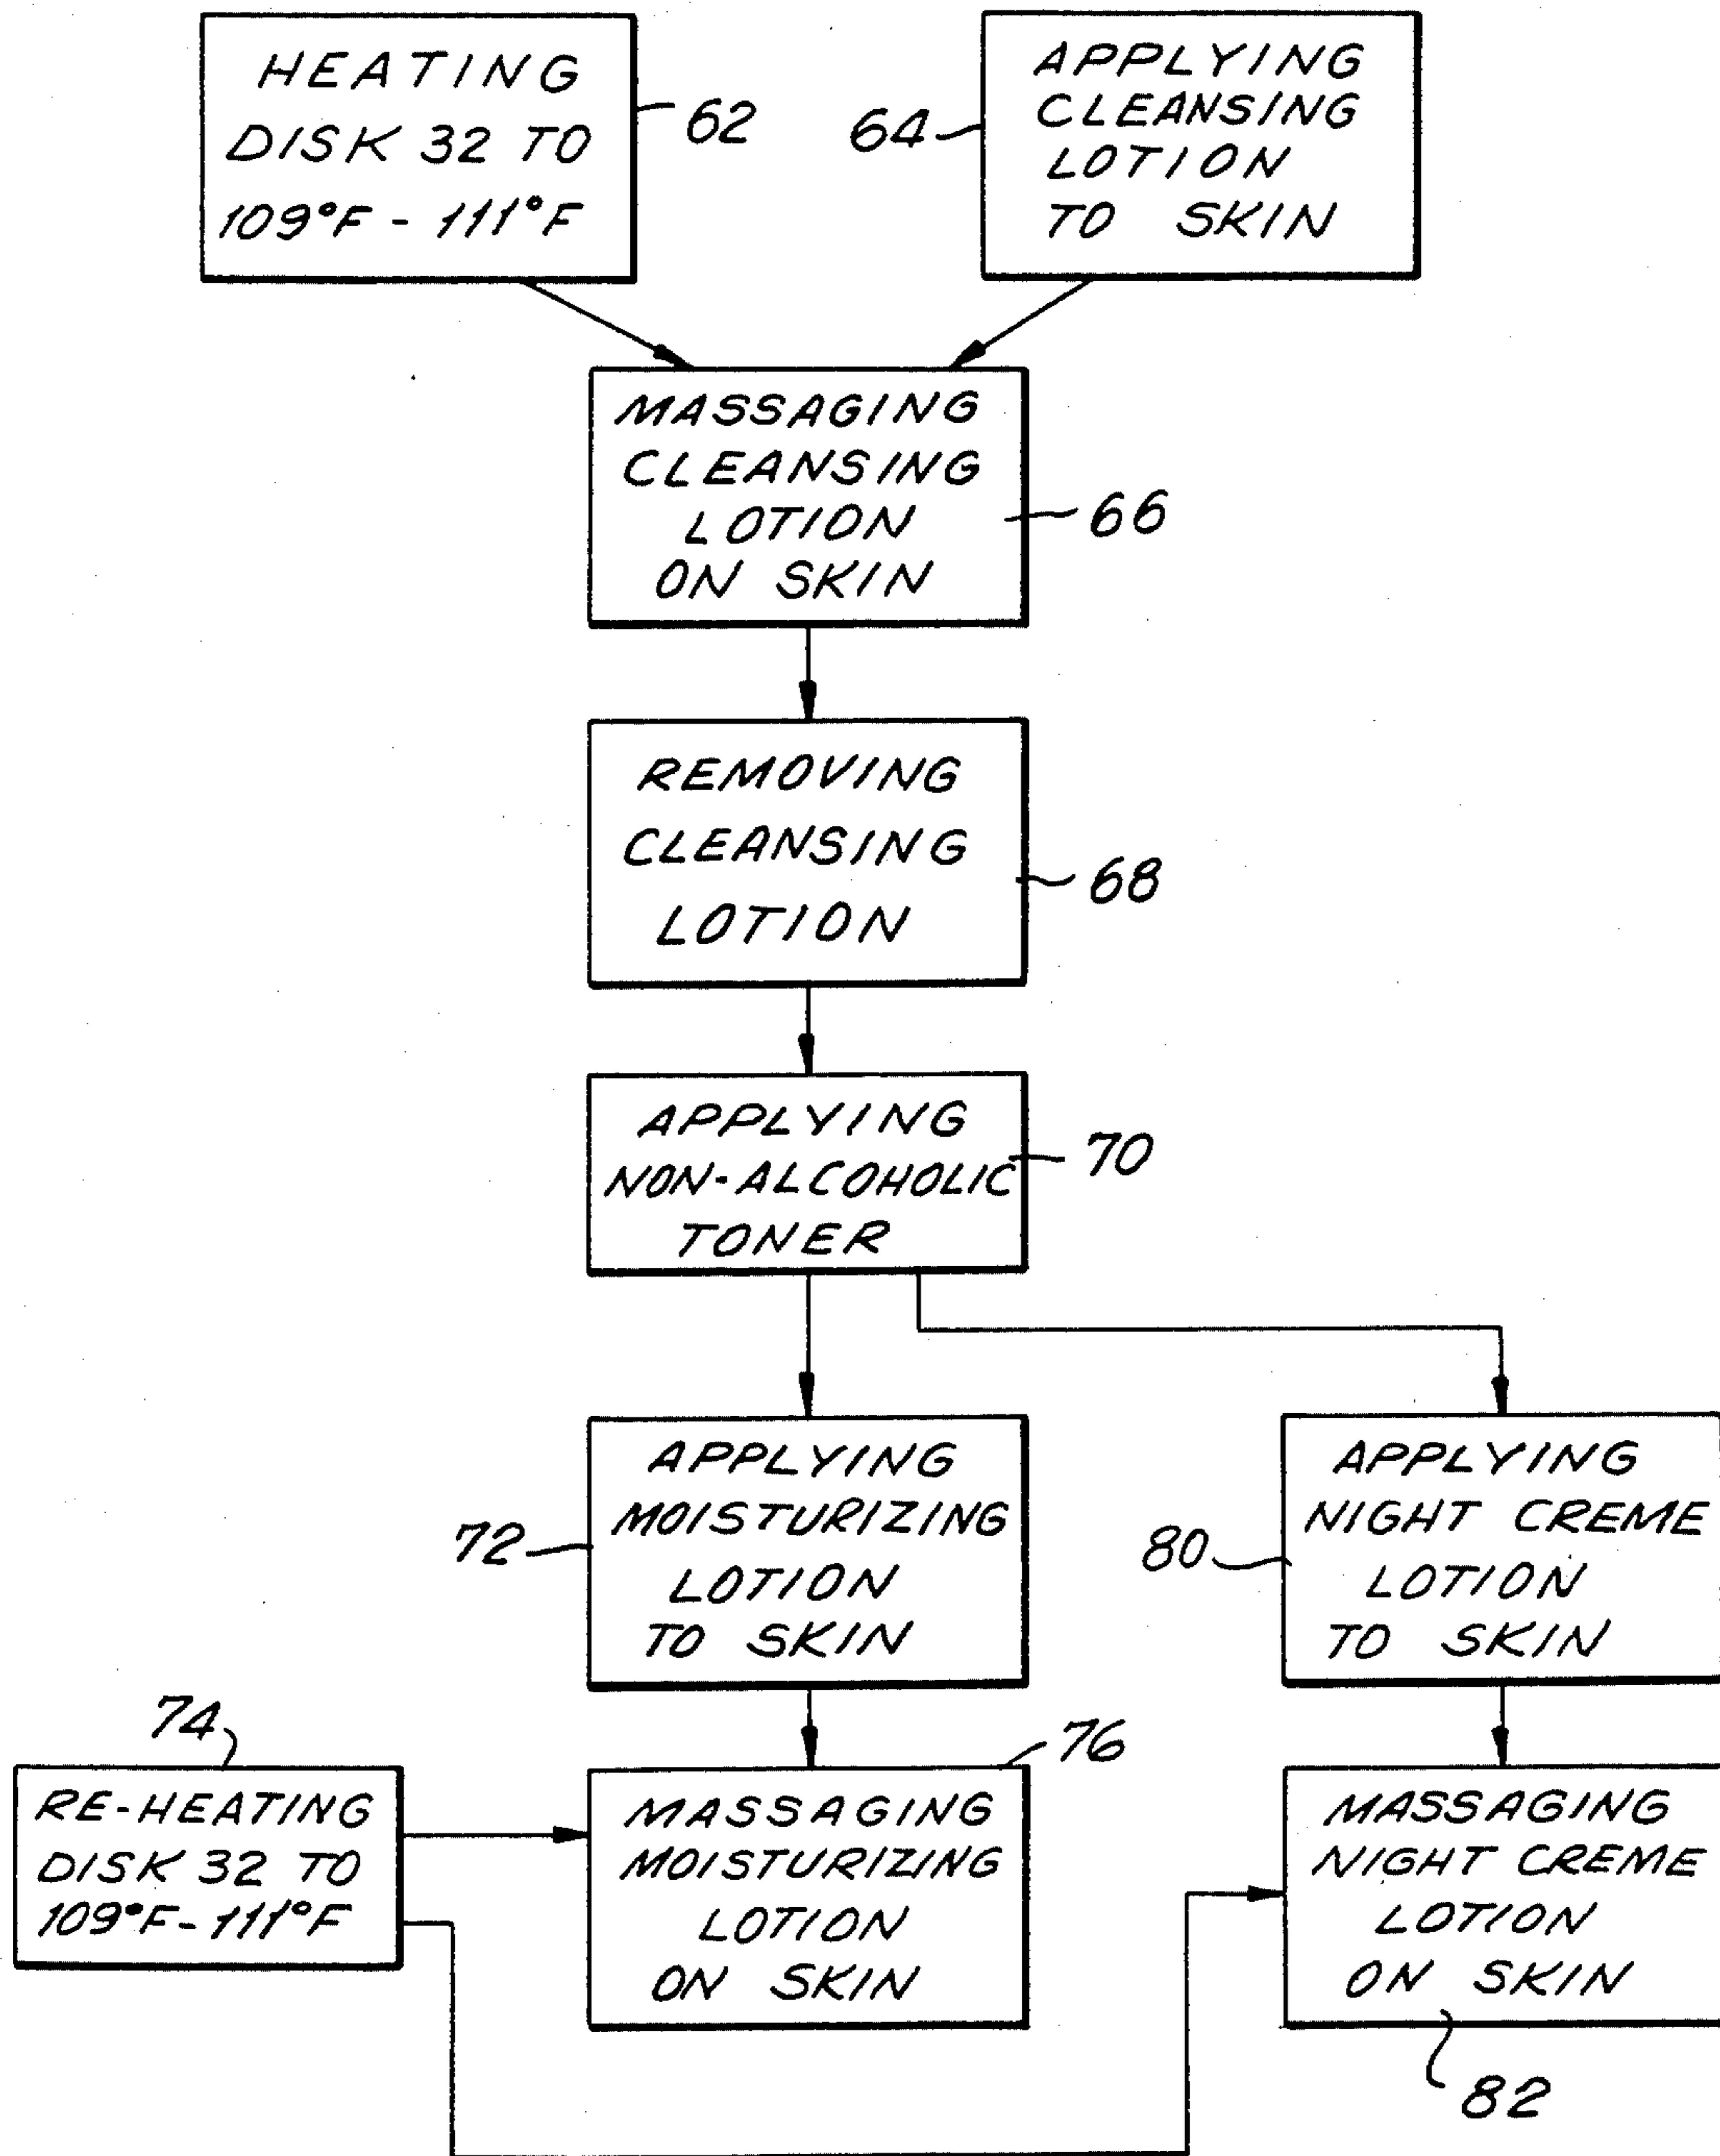 HEATING
DISK 32 TO
109°F - 111°F
62
64
APPLYING
CLEANSING
LOTION
TO SKIN
MASSAGING
CLEANSING
LOTION
ON SKIN
66
REMOVING
CLEANSING
LOTION
68
APPLYING
NON-ALCOHOLIC
TONER
70
72
APPLYING
MOISTURIZING
LOTION
TO SKIN
80
APPLYING
NIGHT CREME
LOTION
TO SKIN
74
RE-HEATING
DISK 32 TO
109°F-111°F
76
MASSAGING
MOISTURIZING
LOTION
ON SKIN
MASSAGING
NIGHT CREME
LOTION
ON SKIN
82